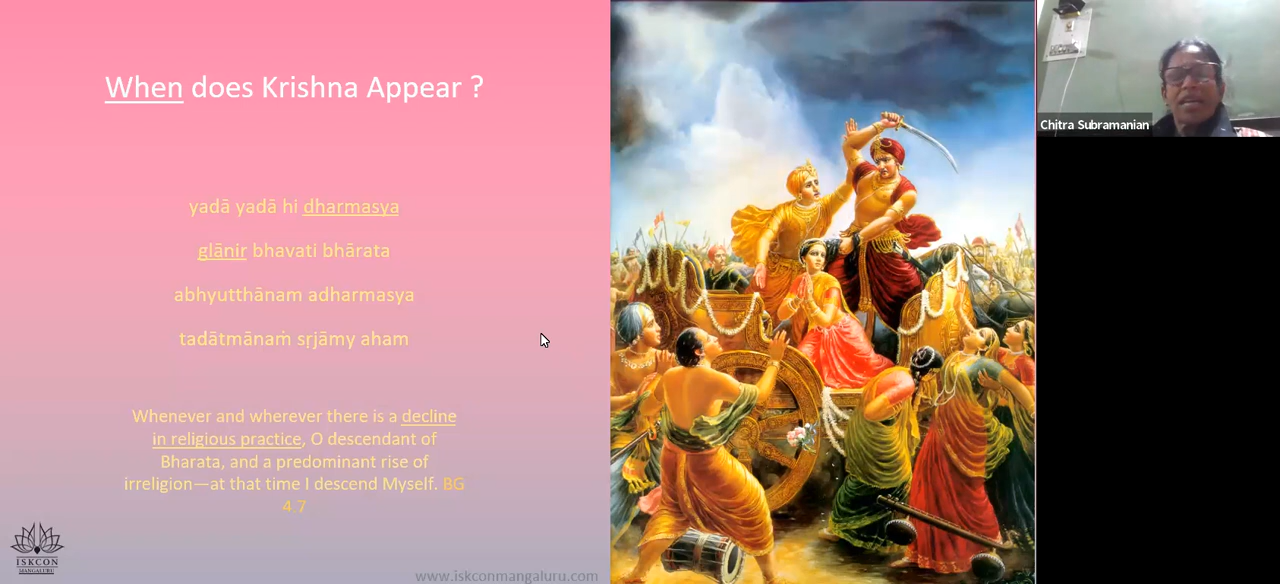 When does Krishna Appear ?
yadā yadā hi dharmasya
glānir bhavati bhārata
abhyutthānam adharmasya
tadātmānaṁ sṛjāmy aham
Whenever and wherever there is a decline
in religious practice, O descendant of
Bharata, and a predominant rise of
irreligion—at that time I descend Myself. BG
4.7
ISKCON
MANGALURU
www.iskconmangaluru.com
Chitra Subramanian